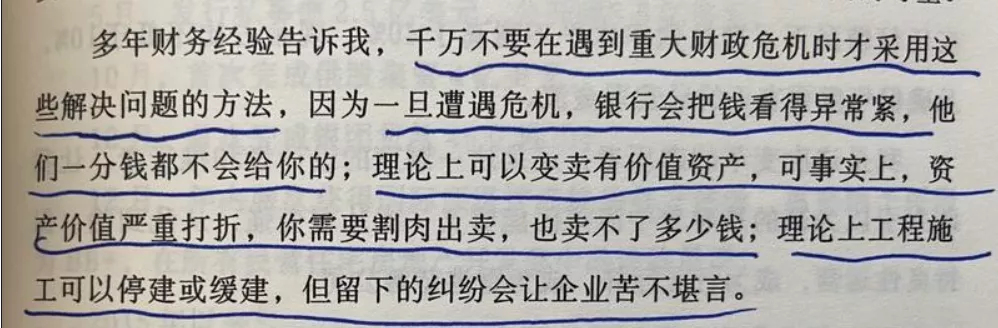 多年财务经验告诉我，千万不要在遇到重大财政危机时才采用这
些解决问题的方法，因为一旦遭遇危机，银行会把钱看得异常紧，他
们一分钱都不会给你的；理论上可以变卖有价值资产，可事实上，资
产价值严重打折，你需要割肉出卖，也卖不了多少钱；理论上工程施
工可以停建或缓建，但留下的纠纷会让企业苦不堪言。